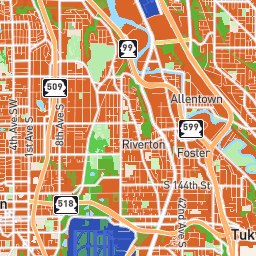 99
509
Allentown
4th Ave SW
1st Ave S
8th Ave S
599
Riverton
Foster
S 144th St
518
42nd Ave S
Tuk